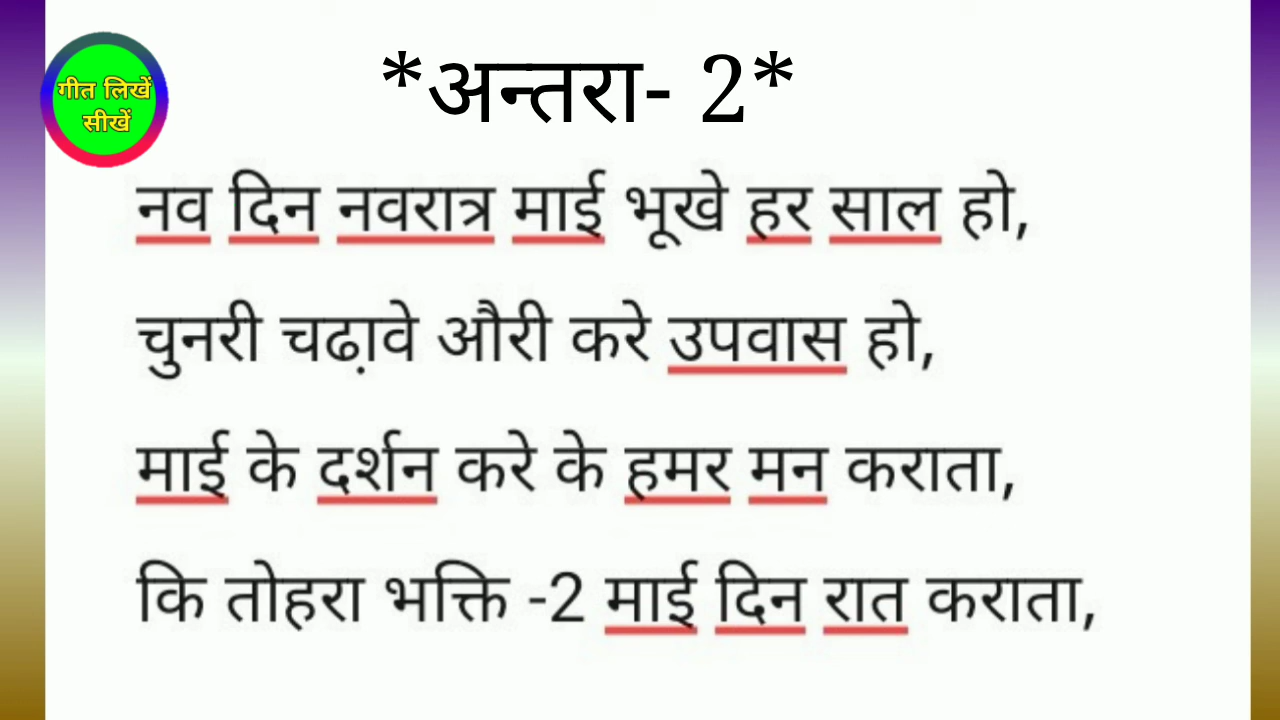 *अन्तरा- 2*
गीत लिखें
सीखें
नव दिन नवरात्र माई भूखे हर साल हो,
चुनरी चढ़ावे औरी करे उपवास हो,
माई के दर्शन करे के हमर मन कराता,
कि तोहरा भक्ति -2 माई दिन रात कराता,